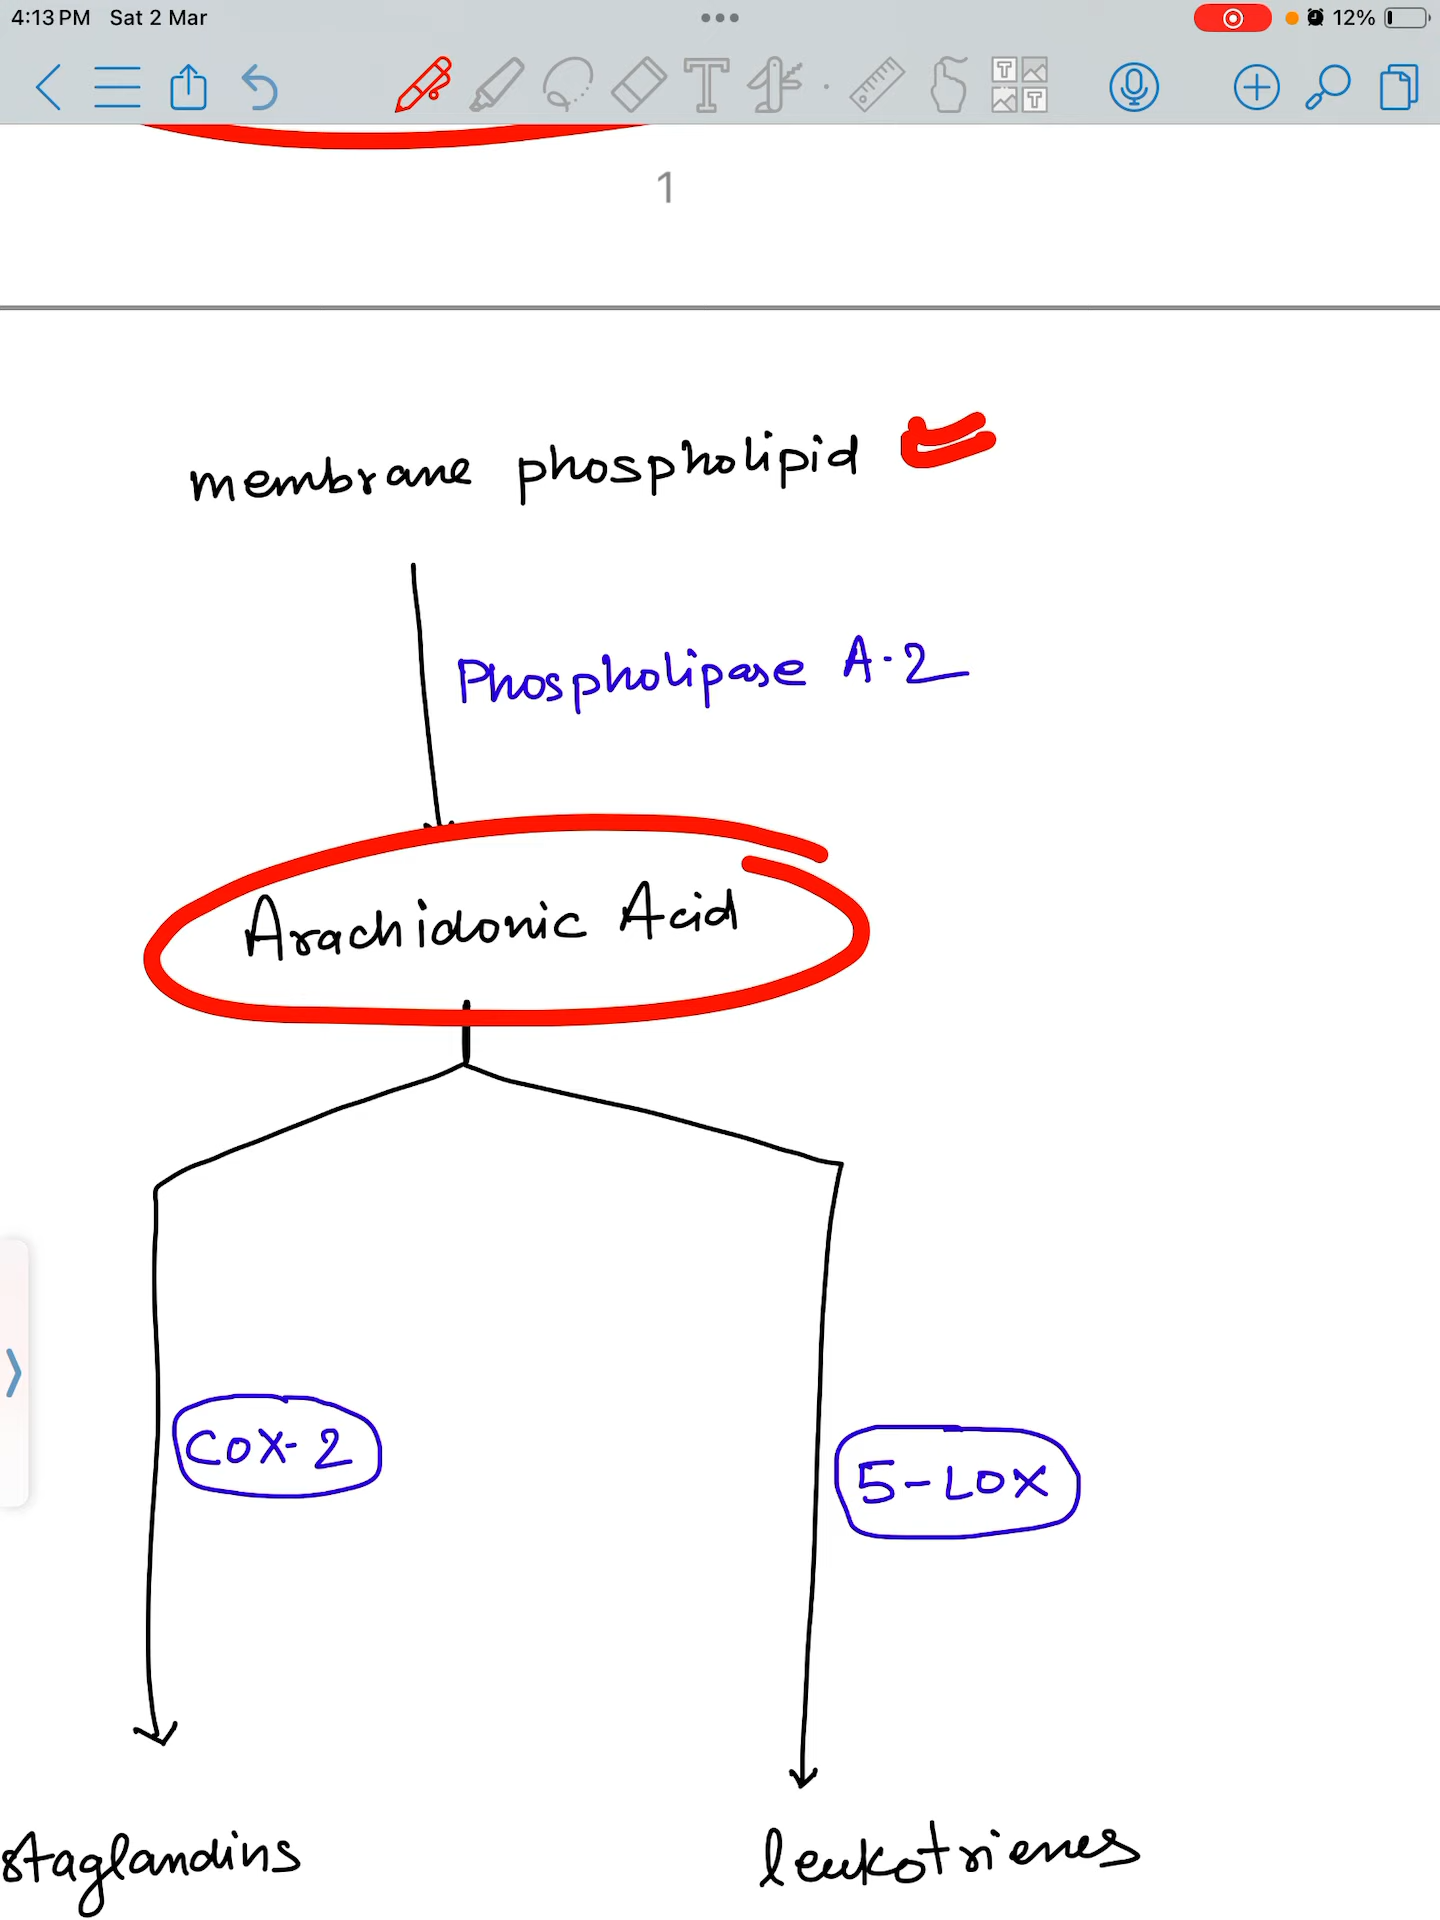 4:13 PM Sat 2 Mar
12%
1
membrane phospholipid
Phospholipase A-2
Arachidonic Acid
COX-2
5-LOX
staglandins
leukotrienes